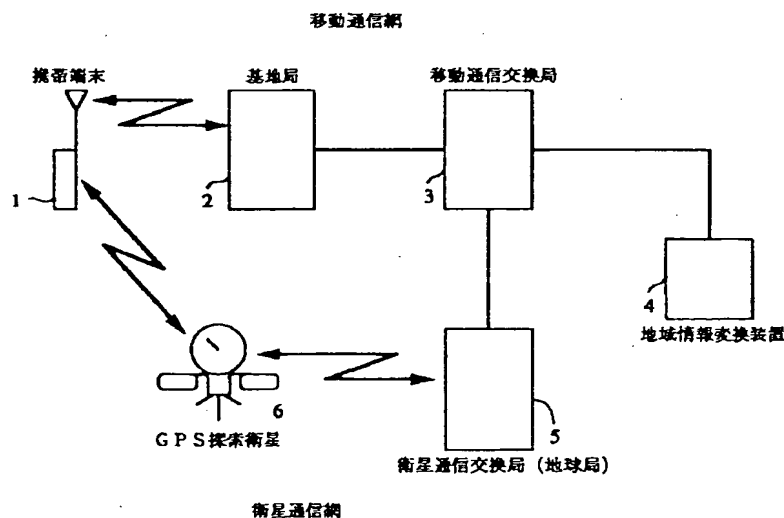 移動通信網
携帯端末
基地局
移動通信交換局
1
2
3
4
地域情報変換装置
6
GPS探索衛星
5
衛星通信交換局(地球局)
衛星通信網